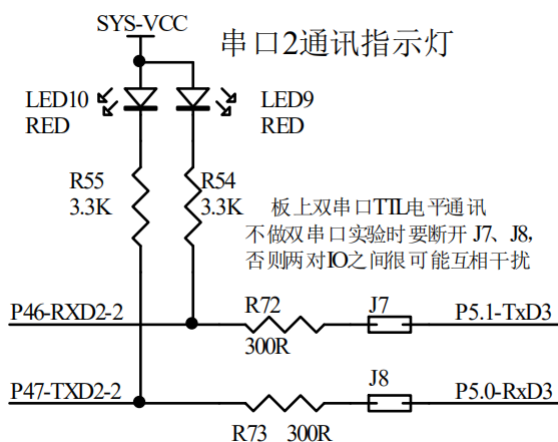 SYS-VCC
串口2通讯指示灯
LED10
RED
LED9
RED
R55
3.3K
R54
3.3K
板上双串口TTL电平通讯
不做双串口实验时要断开 J7、J8,
否则两对IO之间很可能互相干扰
P46-RXD2-2
R72
300R
J7
P5.1-TxD3
P47-TXD2-2
R73 300R
J8
P5.0-RxD3